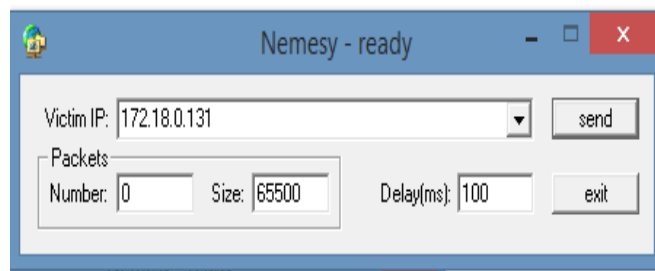 Nemesy - ready
Victim IP: 172.18.0.131 send
Packets
Number: 0 Size: 65500 Delay(ms): 100 exit